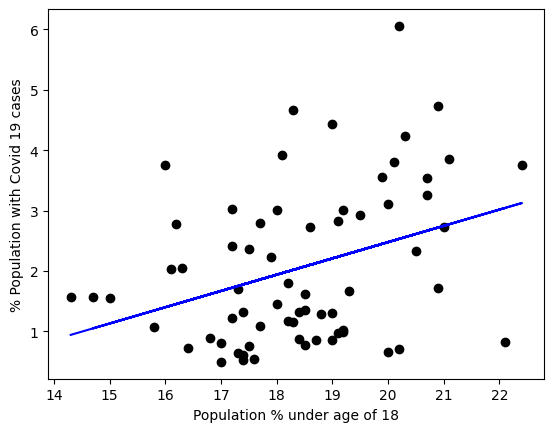 6
5
4
3
2
1
14 15 16 17 18 19 20 21 22
% Population with Covid 19 cases
Population % under age of 18